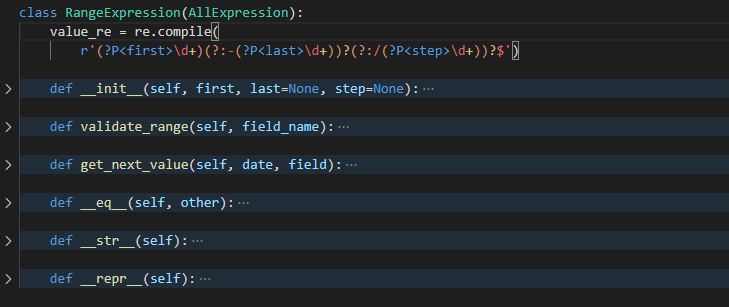 class RangeExpression(AllExpression):
    value_re = re.compile(
        r'(?P<first>\d+)(?:-(?P<last>\d+))?(?:/(?P<step>\d+))?$')
    def __init__(self, first, last=None, step=None):⋯
    def validate_range(self, field_name):⋯
    def get_next_value(self, date, field):⋯
    def __eq__(self, other):⋯
    def __str__(self):⋯
    def __repr__(self):⋯